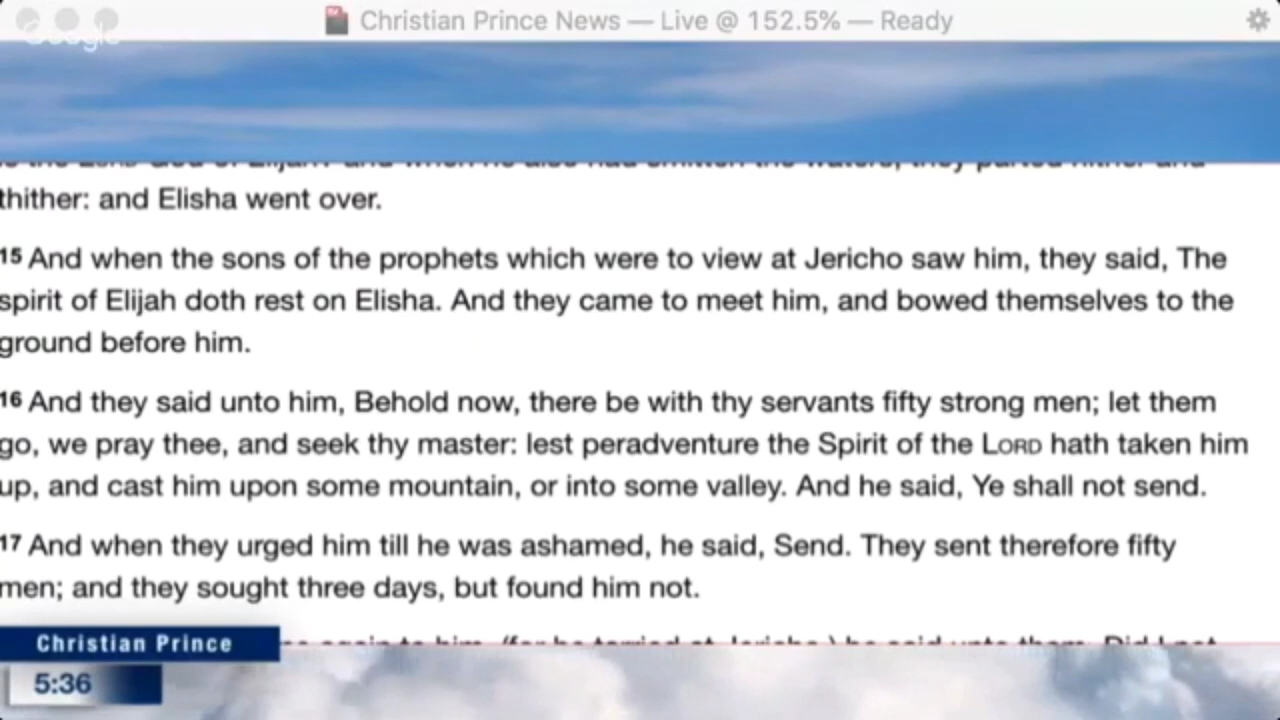 Christian Prince News — Live @ 152.5% — Ready
Google
thither: and Elisha went over.
15 And when the sons of the prophets which were to view at Jericho saw him, they said, The
spirit of Elijah doth rest on Elisha. And they came to meet him, and bowed themselves to the
ground before him.
16 And they said unto him, Behold now, there be with thy servants fifty strong men; let them
go, we pray thee, and seek thy master: lest peradventure the Spirit of the LORD hath taken him
up, and cast him upon some mountain, or into some valley. And he said, Ye shall not send.
17 And when they urged him till he was ashamed, he said, Send. They sent therefore fifty
men; and they sought three days, but found him not.
Christian Prince
5:36